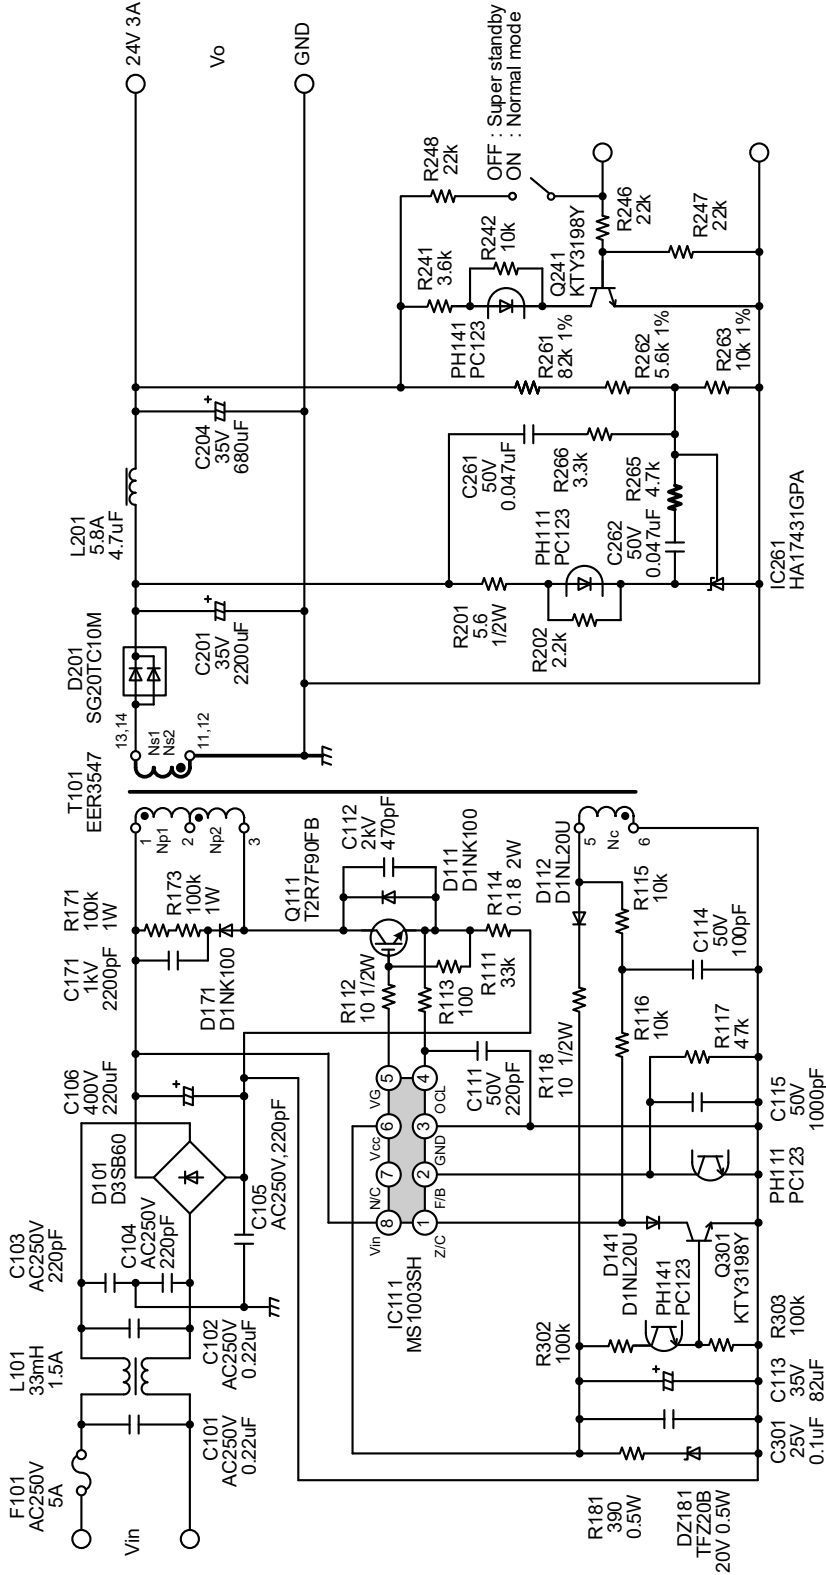 F101
AC250V
5A
Vin
L101
33mH
1.5A
C101
AC250V
0.22uF
C102
AC250V
0.22uF
C103
AC250V
220pF
C104
AC250V
220pF
D101
D3SB60
C105
AC250V,220pF
C106
400V
220uF
C171
1kV
2200pF
R171
100k
1W
R173
100k
1W
D171
D1NK100
T101
EER3547
1
Np1
2
Np2
3
13,14
Ns1
Ns2
11,12
D201
SG20TC10M
C201
35V
2200uF
L201
5.8A
4.7uF
C204
35V
680uF
24V 3A
Vo
GND
IC111
MS1003SH
Vin
8
N/C
7
Vcc
6
VG
5
Z/C
1
F/B
2
GND
3
OCL
4
R112
10 1/2W
R113
100
Q111
T2R7F90FB
C112
2kV
470pF
D111
D1NK100
R114
0.18 2W
R111
33k
C111
50V
220pF
R118
10 1/2W
D112
D1NL20U
5
Nc
6
R115
10k
R116
10k
C114
50V
100pF
R117
47k
C115
50V
1000pF
PH111
PC123
D141
D1NL20U
PH141
PC123
Q301
KTY3198Y
R302
100k
R303
100k
C113
35V
82uF
C301
25V
0.1uF
R181
390
0.5W
DZ181
TFZ20B
20V 0.5W
R201
5.6
1/2W
R202
2.2k
PH111
PC123
C261
50V
0.047uF
R266
3.3k
C262
50V
0.047uF
R265
4.7k
IC261
HA17431GPA
R261
82k 1%
R262
5.6k 1%
R263
10k 1%
PH141
PC123
R241
3.6k
R242
10k
Q241
KTY3198Y
R248
22k
OFF : Super standby
ON : Normal mode
R246
22k
R247
22k